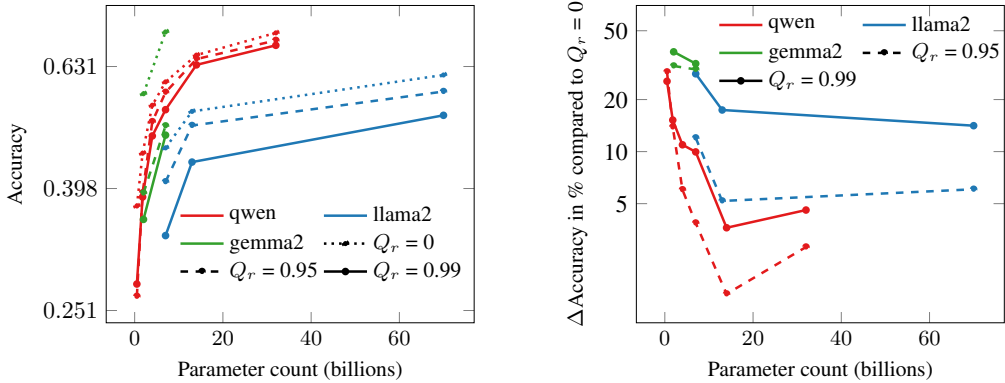 0.631
0.398
0.251
Accuracy
qwen
llama2
gemma2
Q_r = 0
Q_r = 0.95
Q_r = 0.99
0
20
40
60
Parameter count (billions)
50
20
10
5
ΔAccuracy in % compared to Q_r = 0
qwen
llama2
gemma2
Q_r = 0.95
Q_r = 0.99
0
20
40
60
Parameter count (billions)